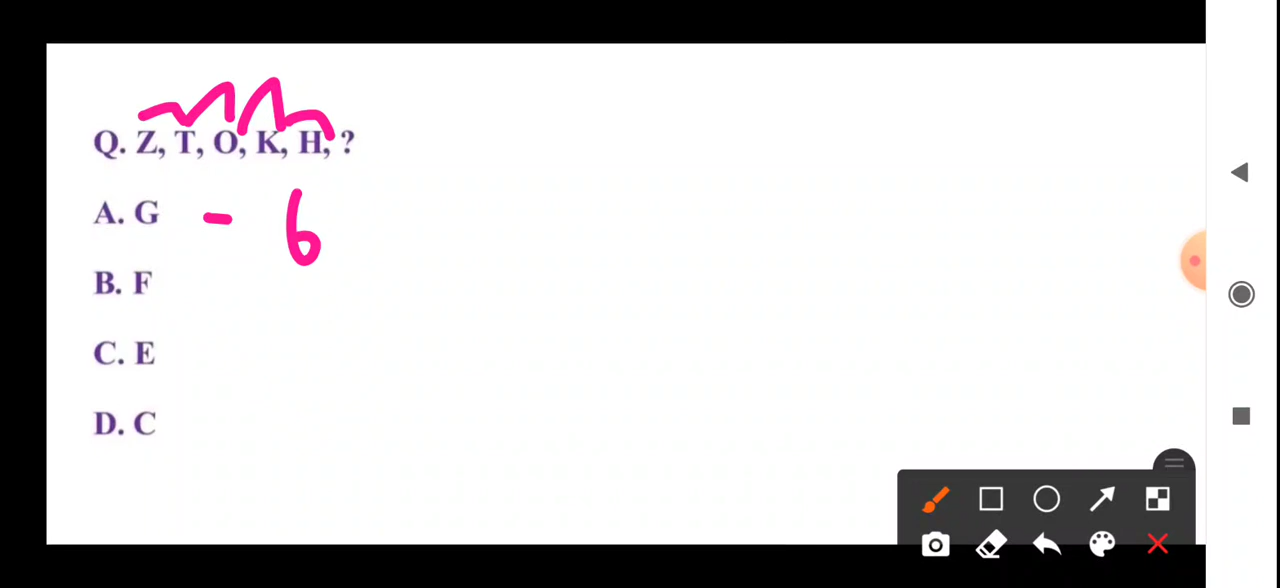 Q. Z, T, O, K, H, ?
A. G - 6
B. F
C. E
D. C